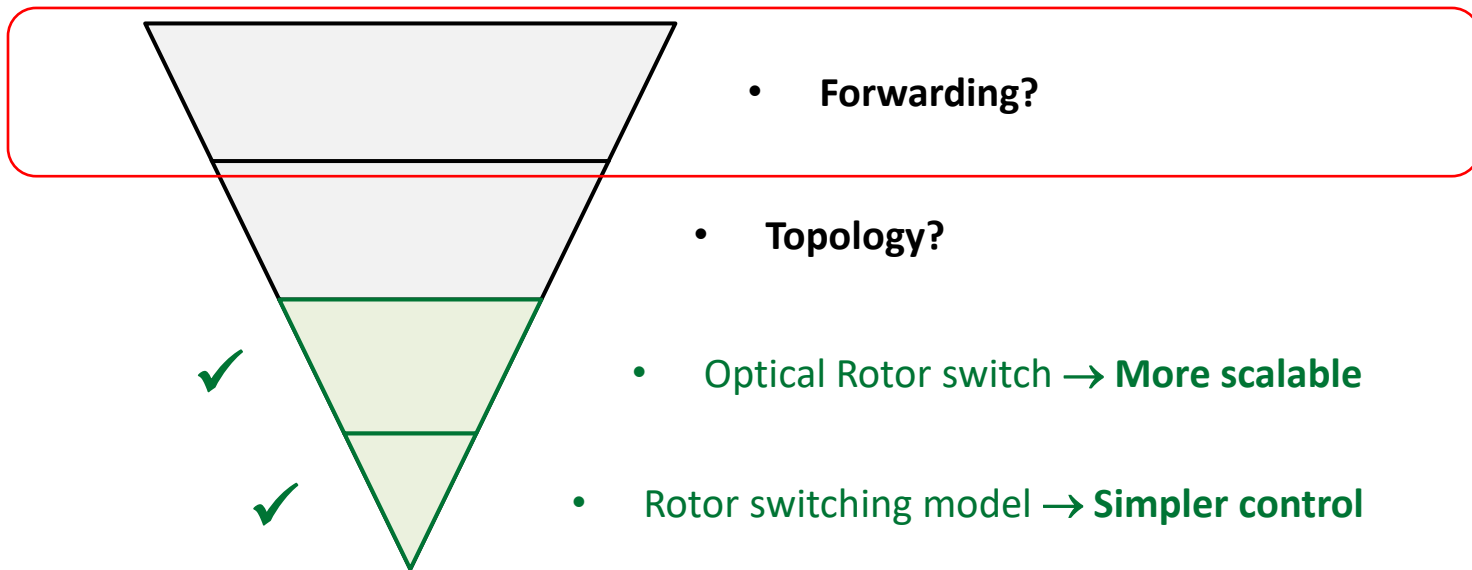 • Forwarding?
• Topology?
• Optical Rotor switch → More scalable
• Rotor switching model → Simpler control